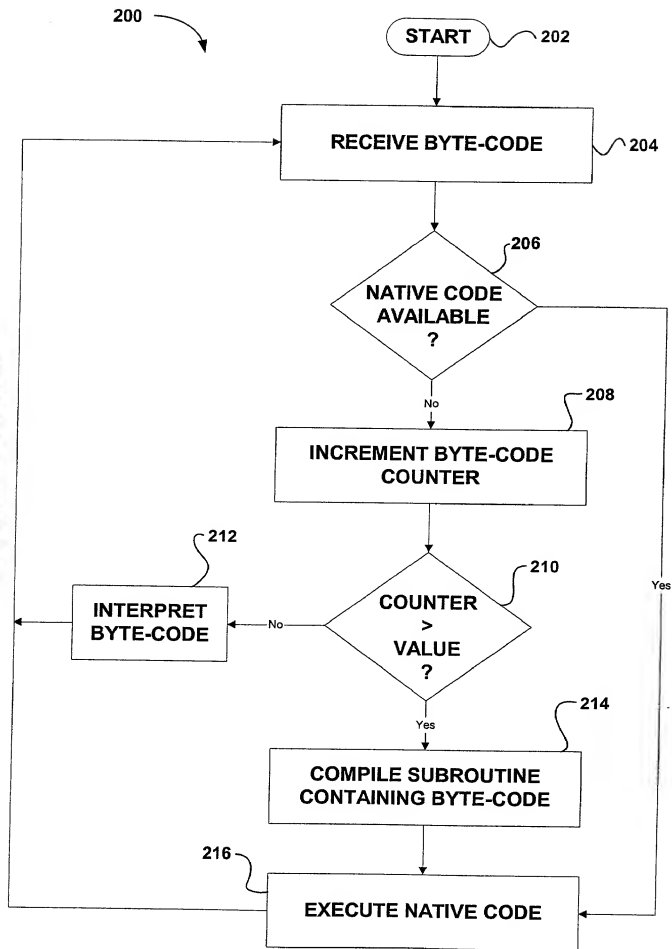 200
START
202
RECEIVE BYTE-CODE
204
206
NATIVE CODE
AVAILABLE
?
No
208
INCREMENT BYTE-CODE
COUNTER
212
210
Yes
INTERPRET
BYTE-CODE
No
COUNTER
>
VALUE
?
214
Yes
COMPILE SUBROUTINE
CONTAINING BYTE-CODE
216
EXECUTE NATIVE CODE